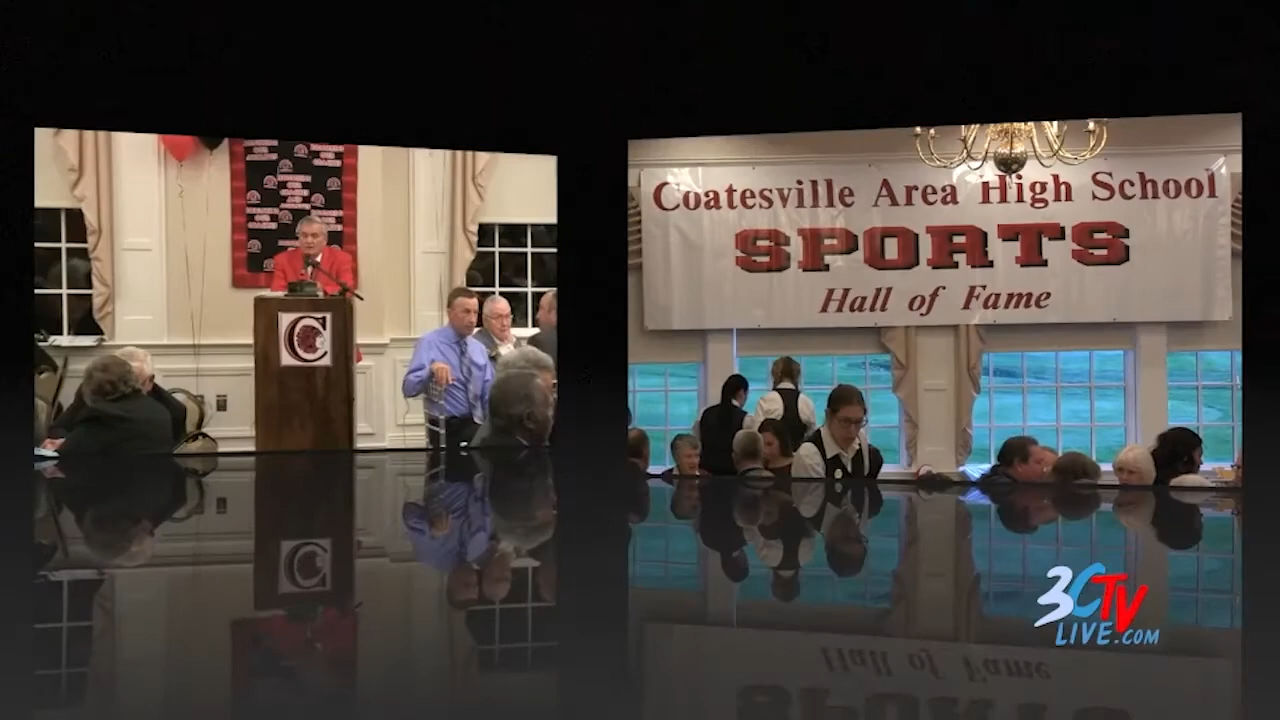 C
Coatesville Area High School
SPORTS
Hall of Fame
3CTV
LIVE.COM